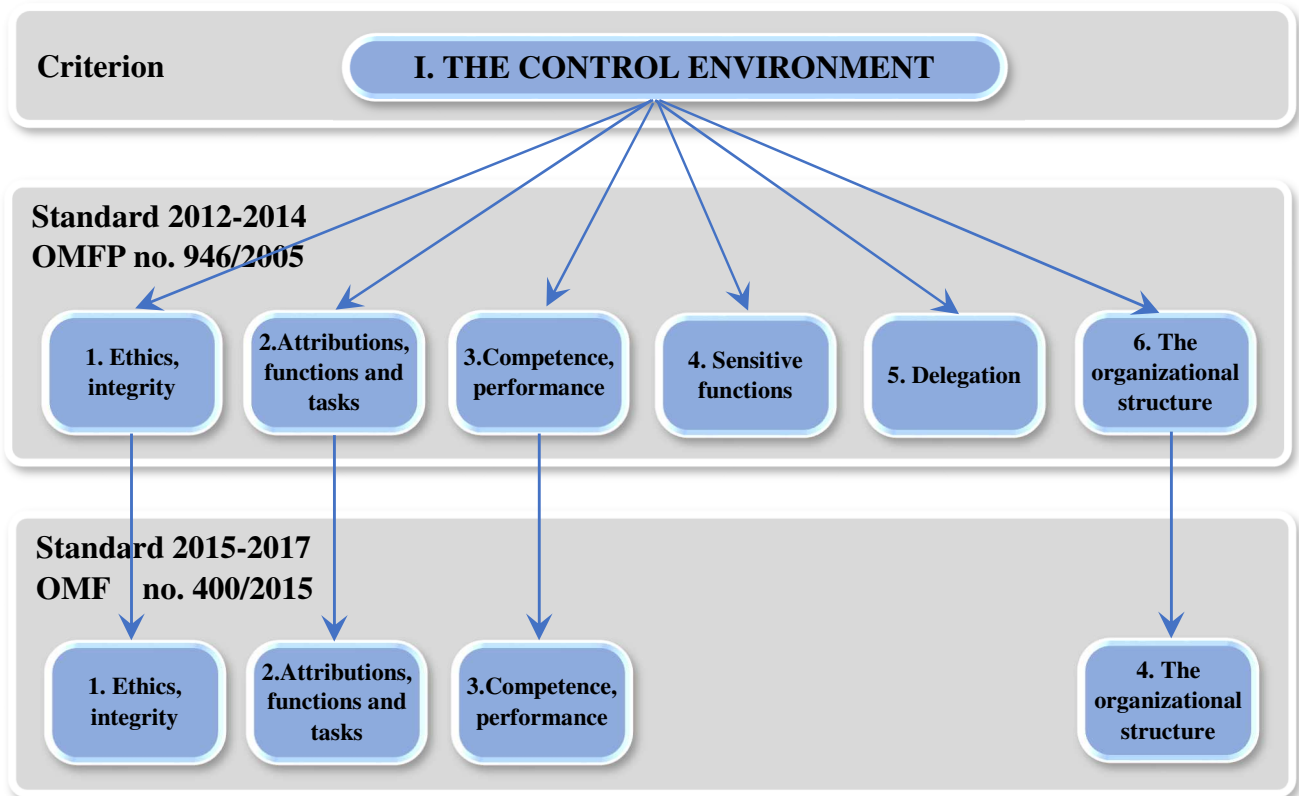 Criterion
I. THE CONTROL ENVIRONMENT
Standard 2012-2014
OMFP no. 946/2005
1. Ethics,
integrity
2.Attributions,
functions and
tasks
3.Competence,
performance
4. Sensitive
functions
5. Delegation
6. The
organizational
structure
Standard 2015-2017
OMF no. 400/2015
1. Ethics,
integrity
2.Attributions,
functions and
tasks
3.Competence,
performance
4. The
organizational
structure